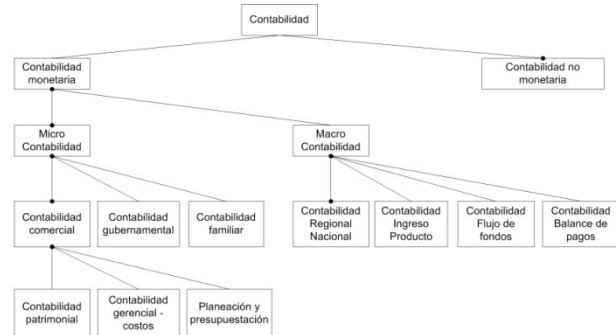 Contabilidad
Contabilidad
monetaria
Contabilidad no
monetaria
Micro
Contabilidad
Macro
Contabilidad
Contabilidad
comercial
Contabilidad
gubernamental
Contabilidad
familiar
Contabilidad
Regional
Nacional
Contabilidad
Ingreso
Producto
Contabilidad
Flujo de
fondos
Contabilidad
Balance de
pagos
Contabilidad
patrimonial
Contabilidad
gerencial -
costos
Planeación y
presupuestación